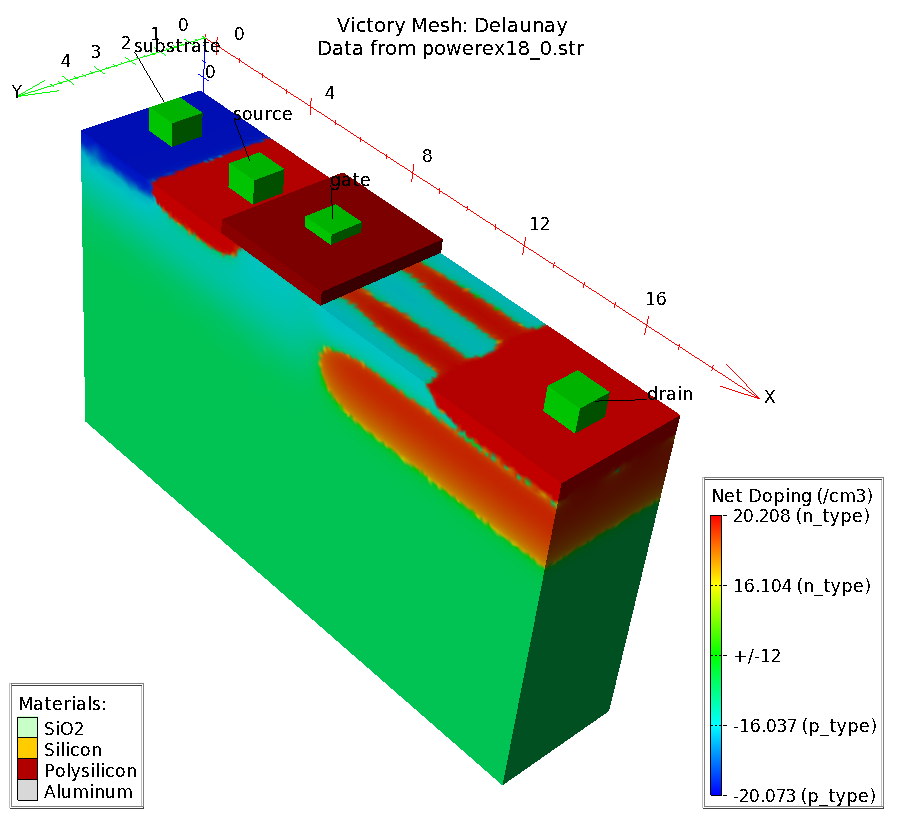 Victory Mesh: Delaunay
Data from powerex18_0.str
Y
4
3
2
1
0
0
0
4
8
12
16
X
substrate
source
gate
drain
Net Doping (/cm3)
20.208 (n_type)
16.104 (n_type)
+/-12
-16.037 (p_type)
-20.073 (p_type)
Materials:
SiO2
Silicon
Polysilicon
Aluminum